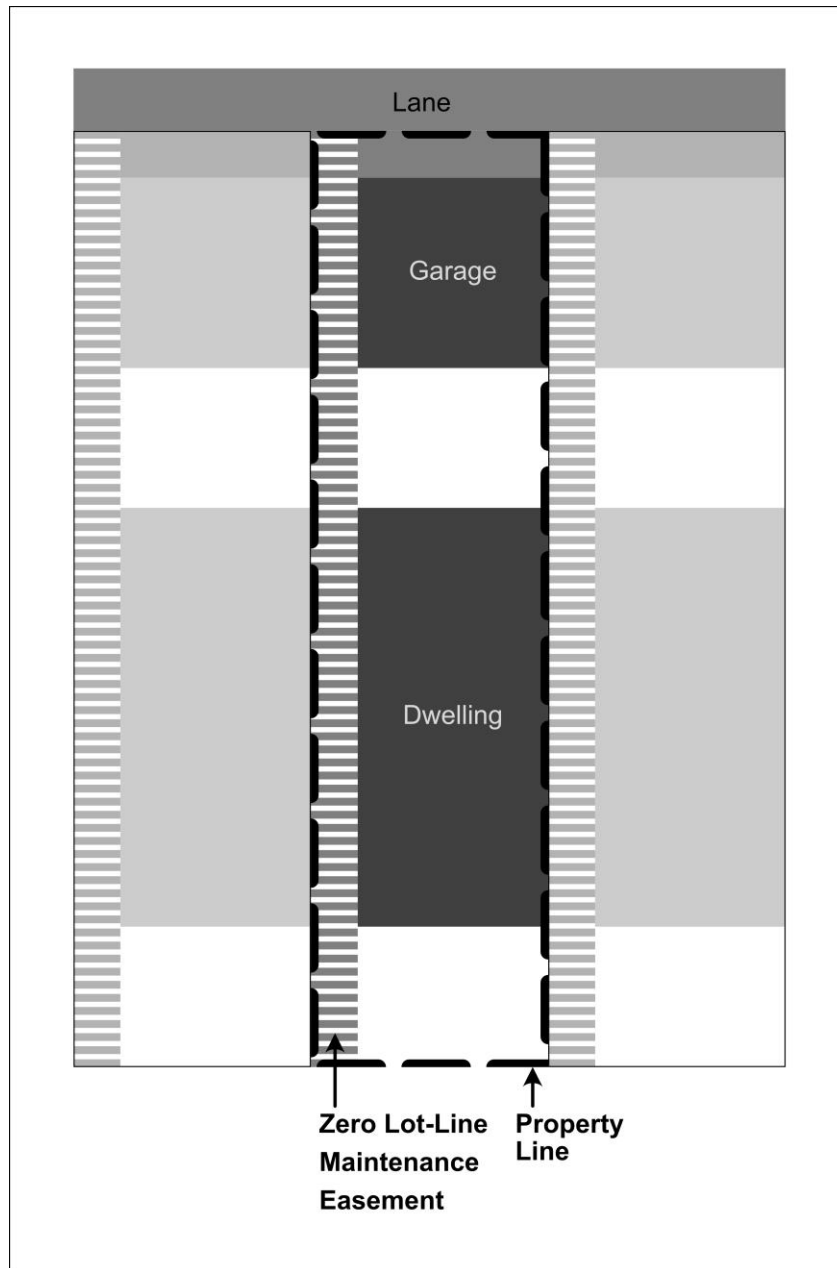 Lane
Garage
Dwelling
Zero Lot-Line
Maintenance
Easement
Property
Line